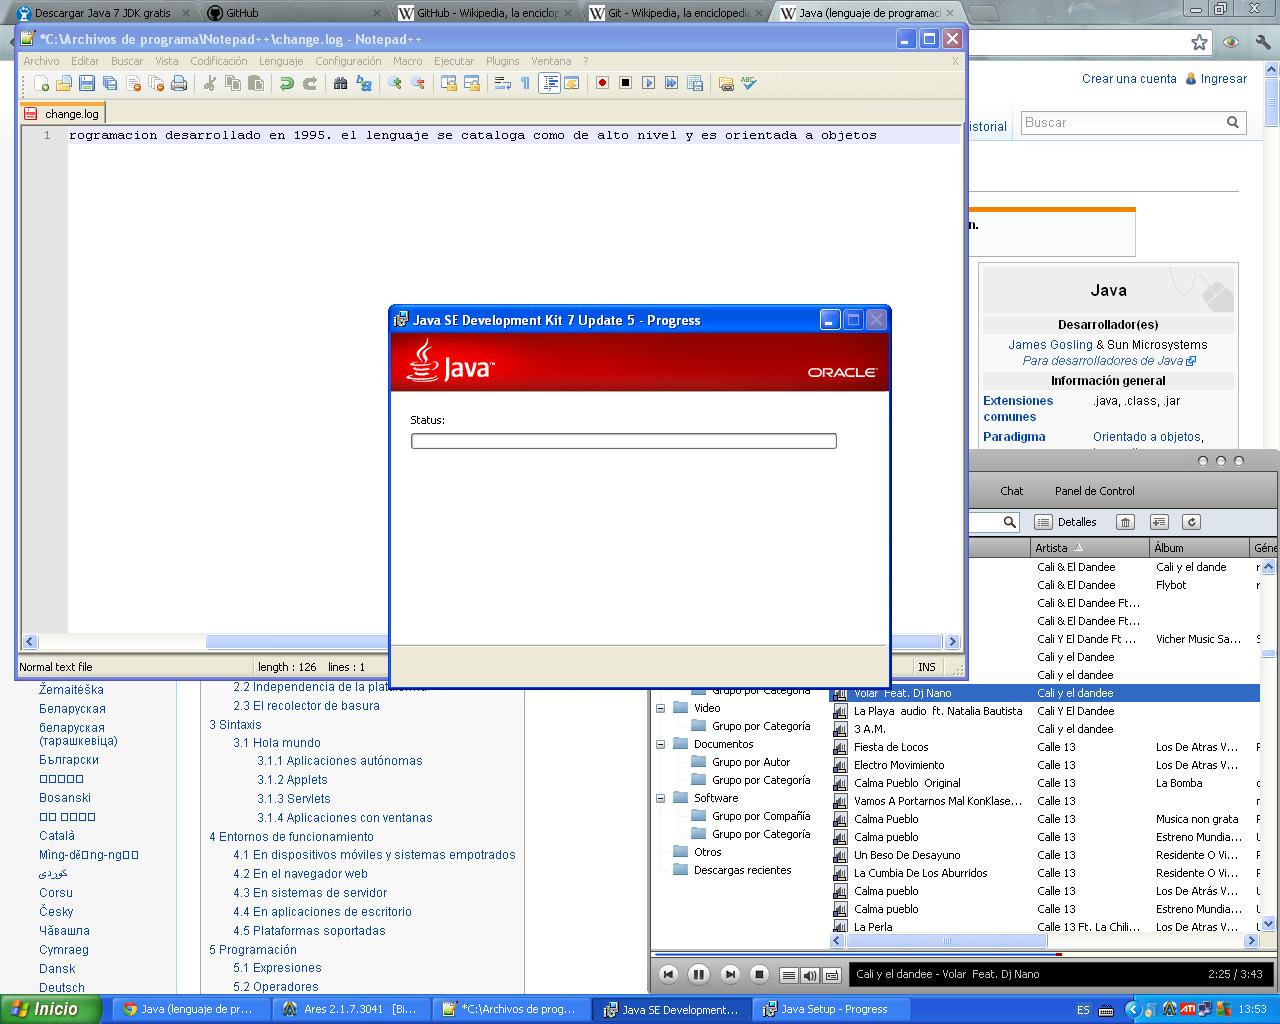 Descargar Java 7 JDK gratis
GitHub
GitHub - Wikipedia, la enciclop
Git - Wikipedia, la enciclopedia
Java (lenguaje de programaci
*C:\Archivos de programa\Notepad++\change.log - Notepad++
Archivo Editar Buscar Vista Codificación Lenguaje Configuración Macro Ejecutar Plugins Ventana ? X
change.log
1 rogramacion desarrollado en 1995. el lenguaje se cataloga como de alto nivel y es orientada a objetos
Normal text file length : 126 lines : 1 INS
Crear una cuenta Ingresar
istorial Buscar
n.
Java
Desarrollador(es)
James Gosling & Sun Microsystems
Para desarrolladores de Java
Información general
Extensiones comunes .java, .class, .jar
Paradigma Orientado a objetos,
Java SE Development Kit 7 Update 5 - Progress
Java™ ORACLE
Status:
Žemaitėška
Беларуская
беларуская
(тарашкевіца)
Български
Bosanski
Català
Mìng-dĕ̤ng-ng
کوردی
Corsu
Česky
Чӑвашла
Cymraeg
Dansk
Deutsch
2.2 Independencia de la plataforma
2.3 El recolector de basura
3 Sintaxis
3.1 Hola mundo
3.1.1 Aplicaciones autónomas
3.1.2 Applets
3.1.3 Servlets
3.1.4 Aplicaciones con ventanas
4 Entornos de funcionamiento
4.1 En dispositivos móviles y sistemas empotrados
4.2 En el navegador web
4.3 En sistemas de servidor
4.4 En aplicaciones de escritorio
4.5 Plataformas soportadas
5 Programación
5.1 Expresiones
5.2 Operadores
Chat Panel de Control
Detalles
Artista Álbum Géne
Cali & El Dandee Cali y el dande
Cali & El Dandee Flybot
Cali & El Dandee Ft...
Cali & El Dandee Ft...
Cali Y El Dande Ft ... Vicher Music Sa...
Cali y el Dandee
Cali y el dandee
Volar Feat. Dj Nano Cali y el dandee
La Playa audio ft. Natalia Bautista Cali Y El Dandee
3 A.M. Cali y el dandee
Fiesta de Locos Calle 13 Los De Atras V...
Electro Movimiento Calle 13 Los De Atras V...
Calma Pueblo Original Calle 13 La Bomba
Vamos A Portarnos Mal KonKlase... Calle 13
Calma Pueblo Calle 13 Musica non grata
Calma pueblo Calle 13 Estreno Mundia...
Un Beso De Desayuno Calle 13 Residente O Vi...
La Cumbia De Los Aburridos Calle 13 Residente O Vi...
Calma pueblo Calle 13 Los De Atrás V...
Calma pueblo Calle 13 Estreno Mundia...
La Perla Calle 13 Ft. La Chili... Los De Atras V...
Grupo por Categoría
Video
Grupo por Categoría
Documentos
Grupo por Autor
Grupo por Categoría
Software
Grupo por Compañía
Grupo por Categoría
Otros
Descargas recientes
Cali y el dandee - Volar Feat. Dj Nano 2:25 / 3:43
Inicio
Java (lenguaje de pr...
Ares 2.1.7.3041 [Bi...
*C:\Archivos de prog...
Java SE Development...
Java Setup - Progress
ES
13:53